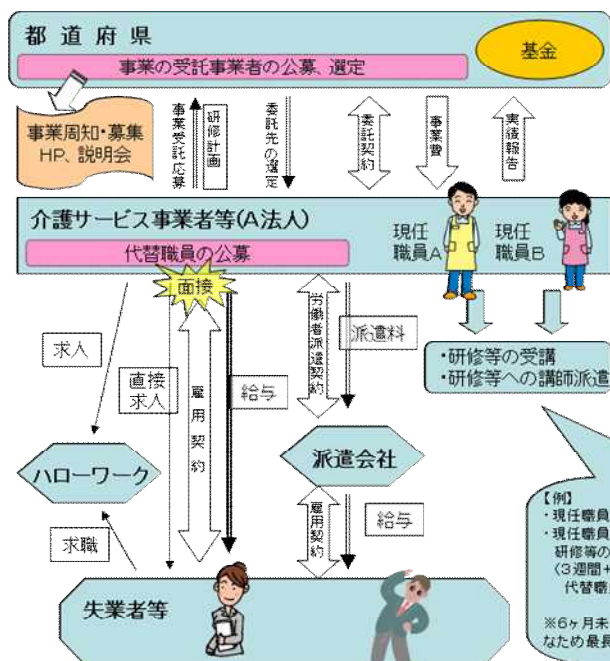 都道府県
事業の受託事業者の公募、選定
基金
事業周知・募集
HP、説明会
事業受託応募
研修計画
委託先の選定
委託契約
事業費
実績報告
介護サービス事業者等(A法人)
代替職員の公募
現任
職員A
現任
職員B
面接
求人
直接
求人
雇用契約
給与
労働者派遣契約
派遣料
・研修等の受講
・研修等への講師派遣
ハローワーク
派遣会社
求職
雇用契約
給与
失業者等
【例】
・現任職員
・現任職員
研修等の
(3週間+
代替職
※6ヶ月未
なため最長